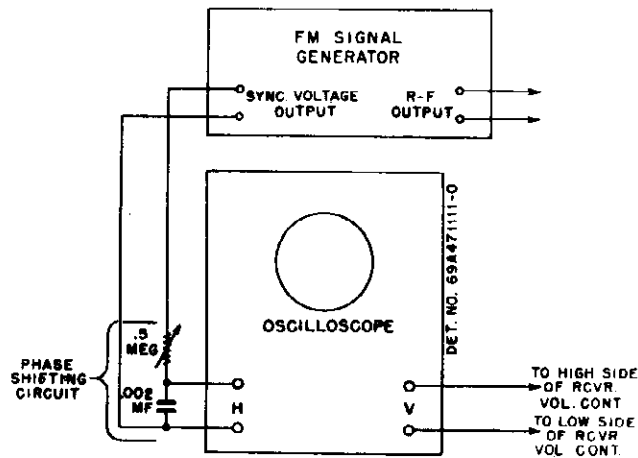 FM SIGNAL
GENERATOR
SYNC. VOLTAGE
OUTPUT
R-F
OUTPUT
DET. NO. 69A471111-0
OSCILLOSCOPE
.5
MEG
PHASE
SHIFTING
CIRCUIT
.002
MF
H
V
TO HIGH SIDE
OF RCVR.
VOL. CONT
TO LOW SIDE
OF RCVR
VOL CONT.